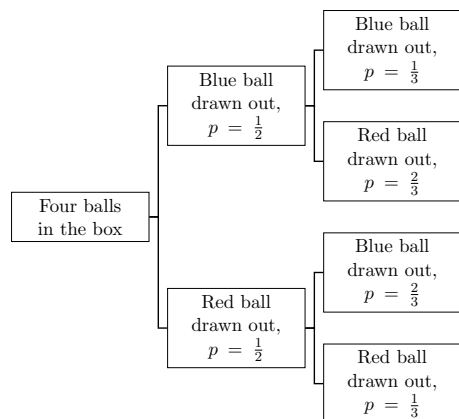 Four balls
in the box
Blue ball
drawn out,
p = 1/2
Blue ball
drawn out,
p = 1/3
Red ball
drawn out,
p = 2/3
Red ball
drawn out,
p = 1/2
Blue ball
drawn out,
p = 2/3
Red ball
drawn out,
p = 1/3